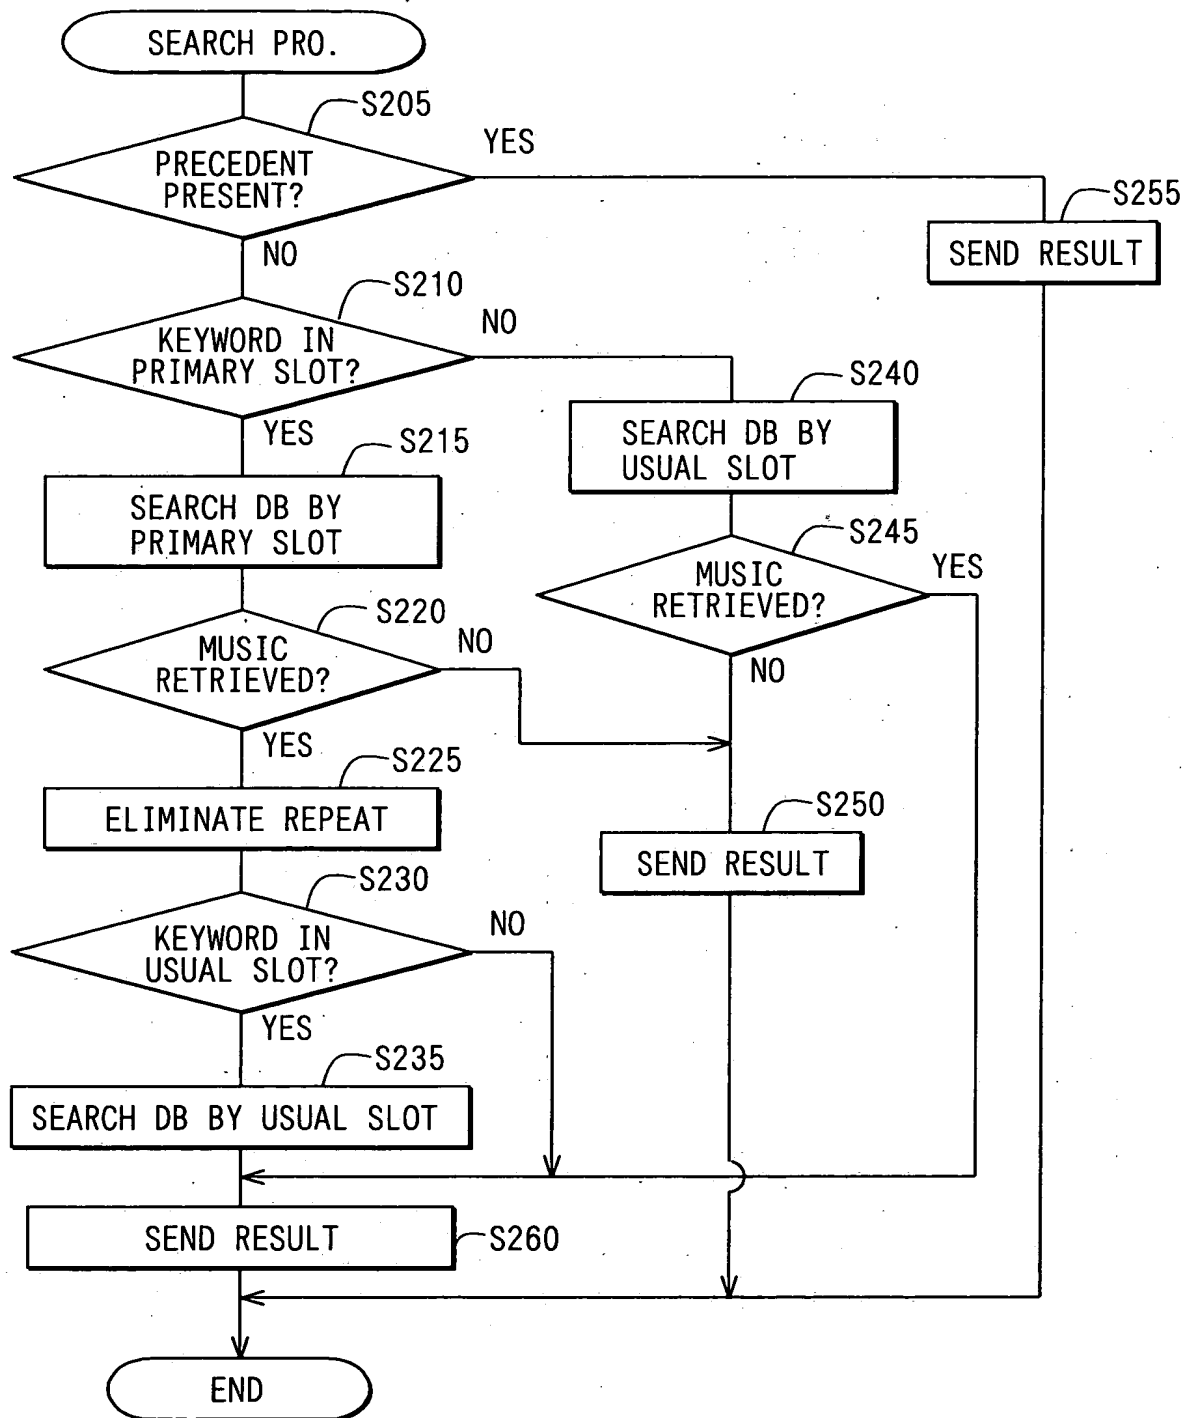 SEARCH PRO.
S205
PRECEDENT
PRESENT?
YES
NO
S255
SEND RESULT
S210
KEYWORD IN
PRIMARY SLOT?
NO
YES
S240
SEARCH DB BY
USUAL SLOT
S215
SEARCH DB BY
PRIMARY SLOT
S245
MUSIC
RETRIEVED?
YES
NO
S220
MUSIC
RETRIEVED?
NO
YES
S225
ELIMINATE REPEAT
S250
SEND RESULT
S230
KEYWORD IN
USUAL SLOT?
NO
YES
S235
SEARCH DB BY USUAL SLOT
SEND RESULT
S260
END